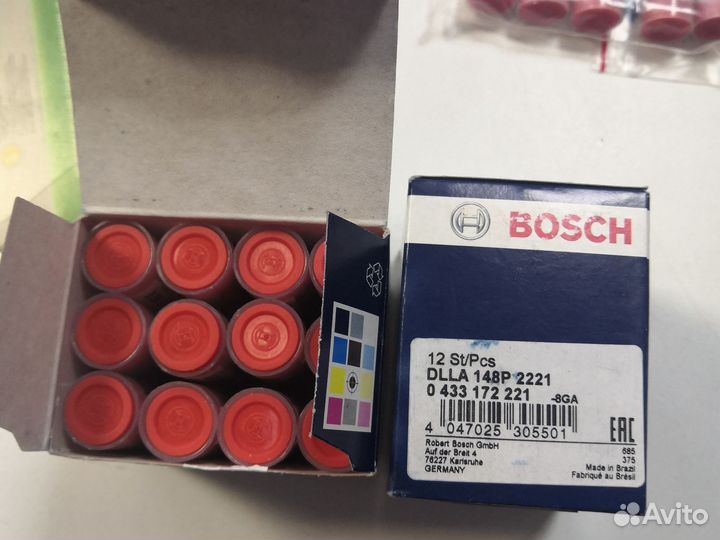 BOSCH
12 St/Pcs
DLLA 148P 2221
0 433 172 221 -8GA
4 047025 305501
EAC
Robert Bosch GmbH
Auf der Breit 4
76227 Karlsruhe
GERMANY
685
375
Made in Brazil
Fabriqué au Brésil
Avito